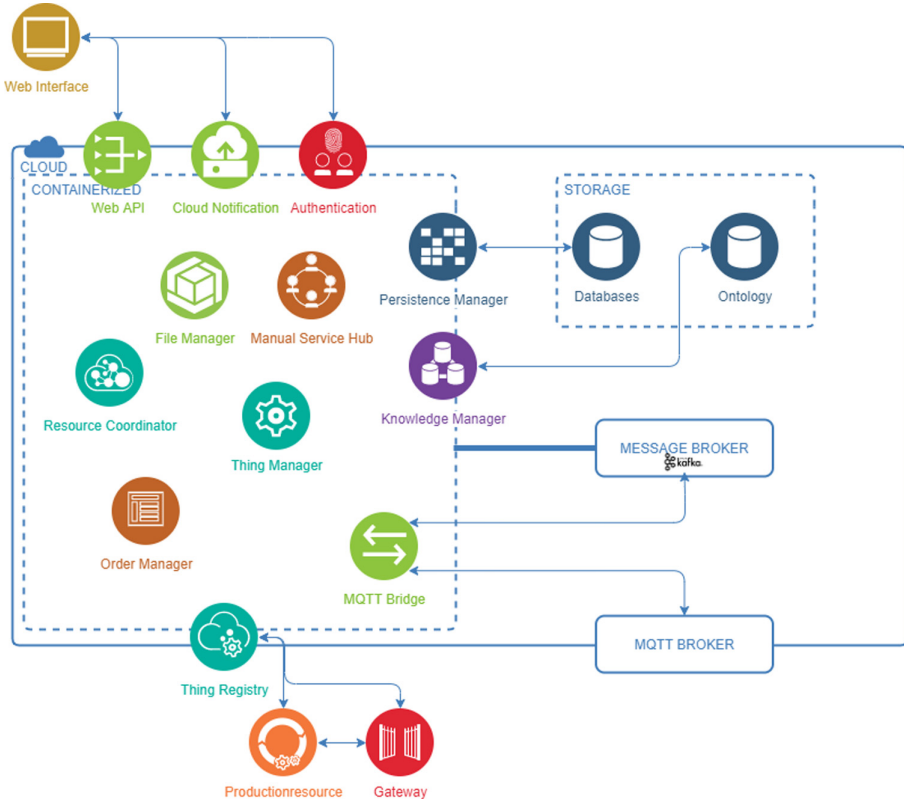 Web Interface
CLOUD
CONTAINERIZED
STORAGE
Web API
Cloud Notification
Authentication
Persistence Manager
Databases
Ontology
File Manager
Manual Service Hub
Resource Coordinator
Knowledge Manager
Thing Manager
MESSAGE BROKER
kafka.
Order Manager
MQTT Bridge
MQTT BROKER
Thing Registry
Productionresource
Gateway